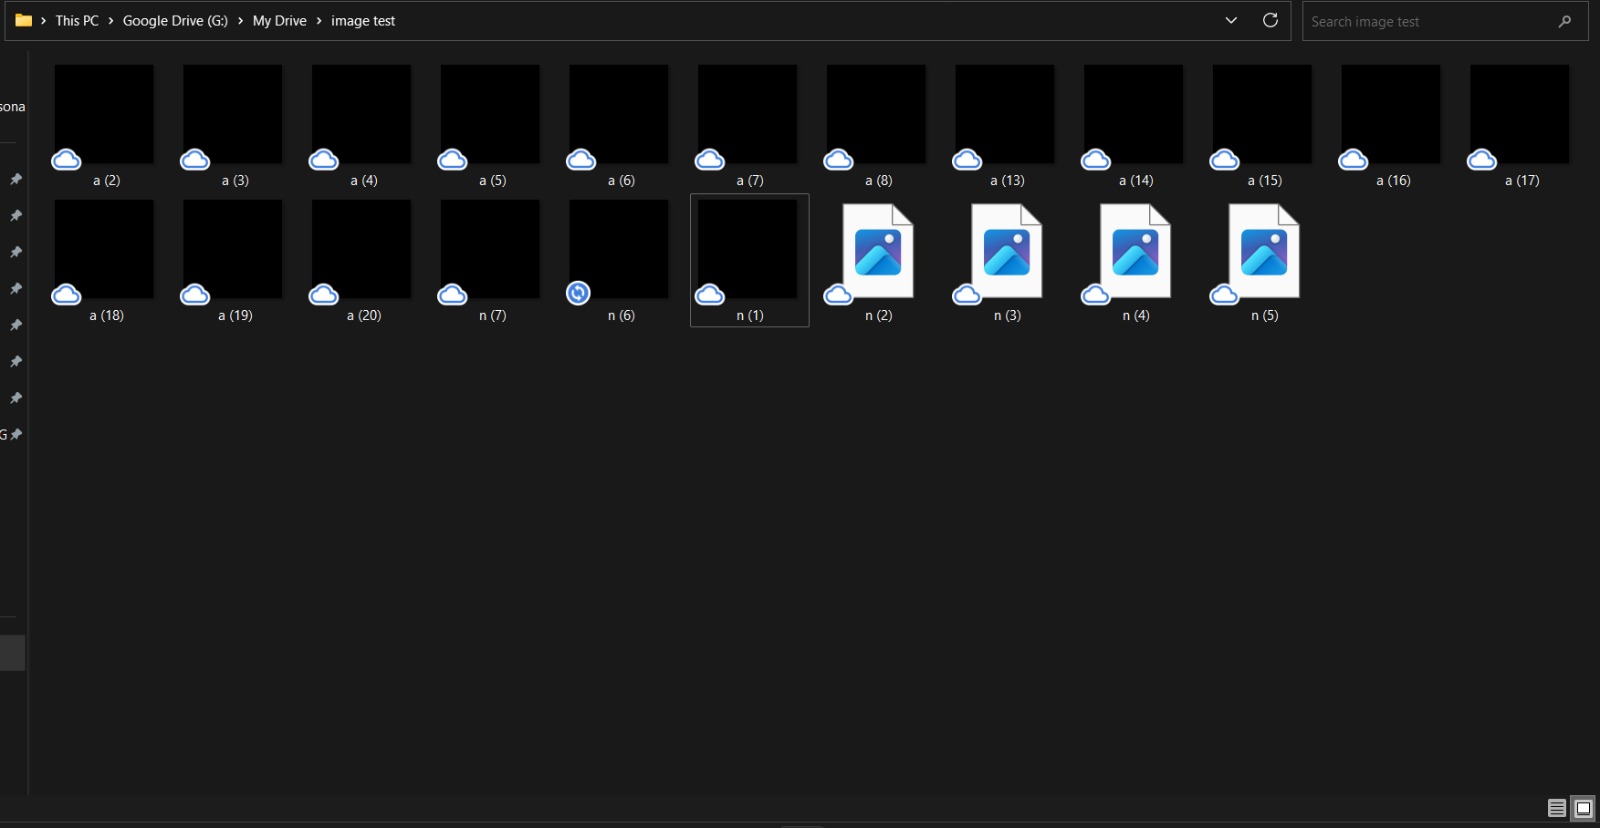 This PC > Google Drive (G:) > My Drive > image test
Search image test
sona
a (2) a (3) a (4) a (5) a (6) a (7) a (8) a (13) a (14) a (15) a (16) a (17)
a (18) a (19) a (20) n (7) n (6) n (1) n (2) n (3) n (4) n (5)
G